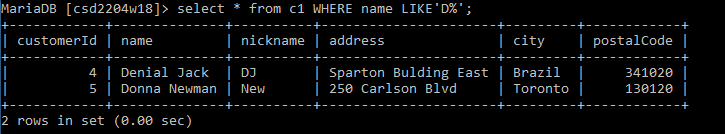 MariaDB [csd2204w18]> select * from c1 WHERE name LIKE'D%';
+------------+--------------+----------+----------------------+---------+------------+
| customerId | name         | nickname | address              | city    | postalCode |
+------------+--------------+----------+----------------------+---------+------------+
|          4 | Denial Jack  | DJ       | Sparton Bulding East | Brazil  |     341020 |
|          5 | Donna Newman | New      | 250 Carlson Blvd     | Toronto |     130120 |
+------------+--------------+----------+----------------------+---------+------------+
2 rows in set (0.00 sec)